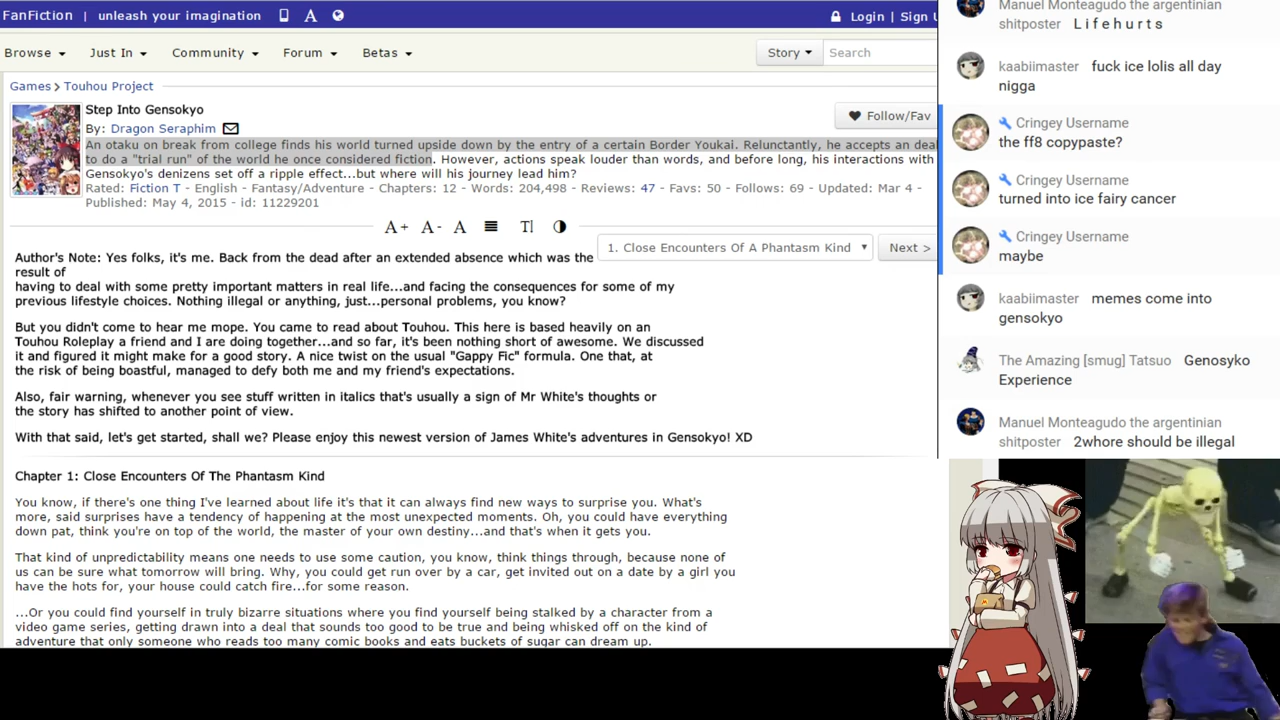 FanFiction | unleash your imagination A Login | Sign U
Browse Just In Community Forum Betas Story Search
Games > Touhou Project
Step Into Gensokyo
Follow/Fav
By: Dragon Seraphim
An otaku on break from college finds his world turned upside down by the entry of a certain Border Youkai. Reluctantly, he accepts an deal
to do a "trial run" of the world he once considered fiction. However, actions speak louder than words, and before long, his interactions with
Gensokyo's denizens set off a ripple effect...but where will his journey lead him?
Rated: Fiction T - English - Fantasy/Adventure - Chapters: 12 - Words: 204,498 - Reviews: 47 - Favs: 50 - Follows: 69 - Updated: Mar 4 -
Published: May 4, 2015 - id: 11229201
A+ A- A
1. Close Encounters Of A Phantasm Kind Next >
Author's Note: Yes folks, it's me. Back from the dead after an extended absence which was the
result of
having to deal with some pretty important matters in real life...and facing the consequences for some of my
previous lifestyle choices. Nothing illegal or anything, just...personal problems, you know?
But you didn't come to hear me mope. You came to read about Touhou. This here is based heavily on an
Touhou Roleplay a friend and I are doing together...and so far, it's been nothing short of awesome. We discussed
it and figured it might make for a good story. A nice twist on the usual "Gappy Fic" formula. One that, at
the risk of being boastful, managed to defy both me and my friend's expectations.
Also, fair warning, whenever you see stuff written in italics that's usually a sign of Mr White's thoughts or
the story has shifted to another point of view.
With that said, let's get started, shall we? Please enjoy this newest version of James White's adventures in Gensokyo! XD
Chapter 1: Close Encounters Of The Phantasm Kind
You know, if there's one thing I've learned about life it's that it can always find new ways to surprise you. What's
more, said surprises have a tendency of happening at the most unexpected moments. Oh, you could have everything
down pat, think you're on top of the world, the master of your own destiny...and that's when it gets you.
That kind of unpredictability means one needs to use some caution, you know, think things through, because none of
us can be sure what tomorrow will bring. Why, you could get run over by a car, get invited out on a date by a girl you
have the hots for, your house could catch fire...for some reason.
...Or you could find yourself in truly bizarre situations where you find yourself being stalked by a character from a
video game series, getting drawn into a deal that sounds too good to be true and being whisked off on the kind of
adventure that only someone who reads too many comic books and eats buckets of sugar can dream up.
Manuel Monteagudo the argentinian
shitposter L i f e h u r t s
kaabiimaster fuck ice lolis all day
nigga
Cringey Username
the ff8 copypaste?
Cringey Username
turned into ice fairy cancer
Cringey Username
maybe
kaabiimaster memes come into
gensokyo
The Amazing [smug] Tatsuo Genosyko
Experience
Manuel Monteagudo the argentinian
shitposter 2whore should be illegal